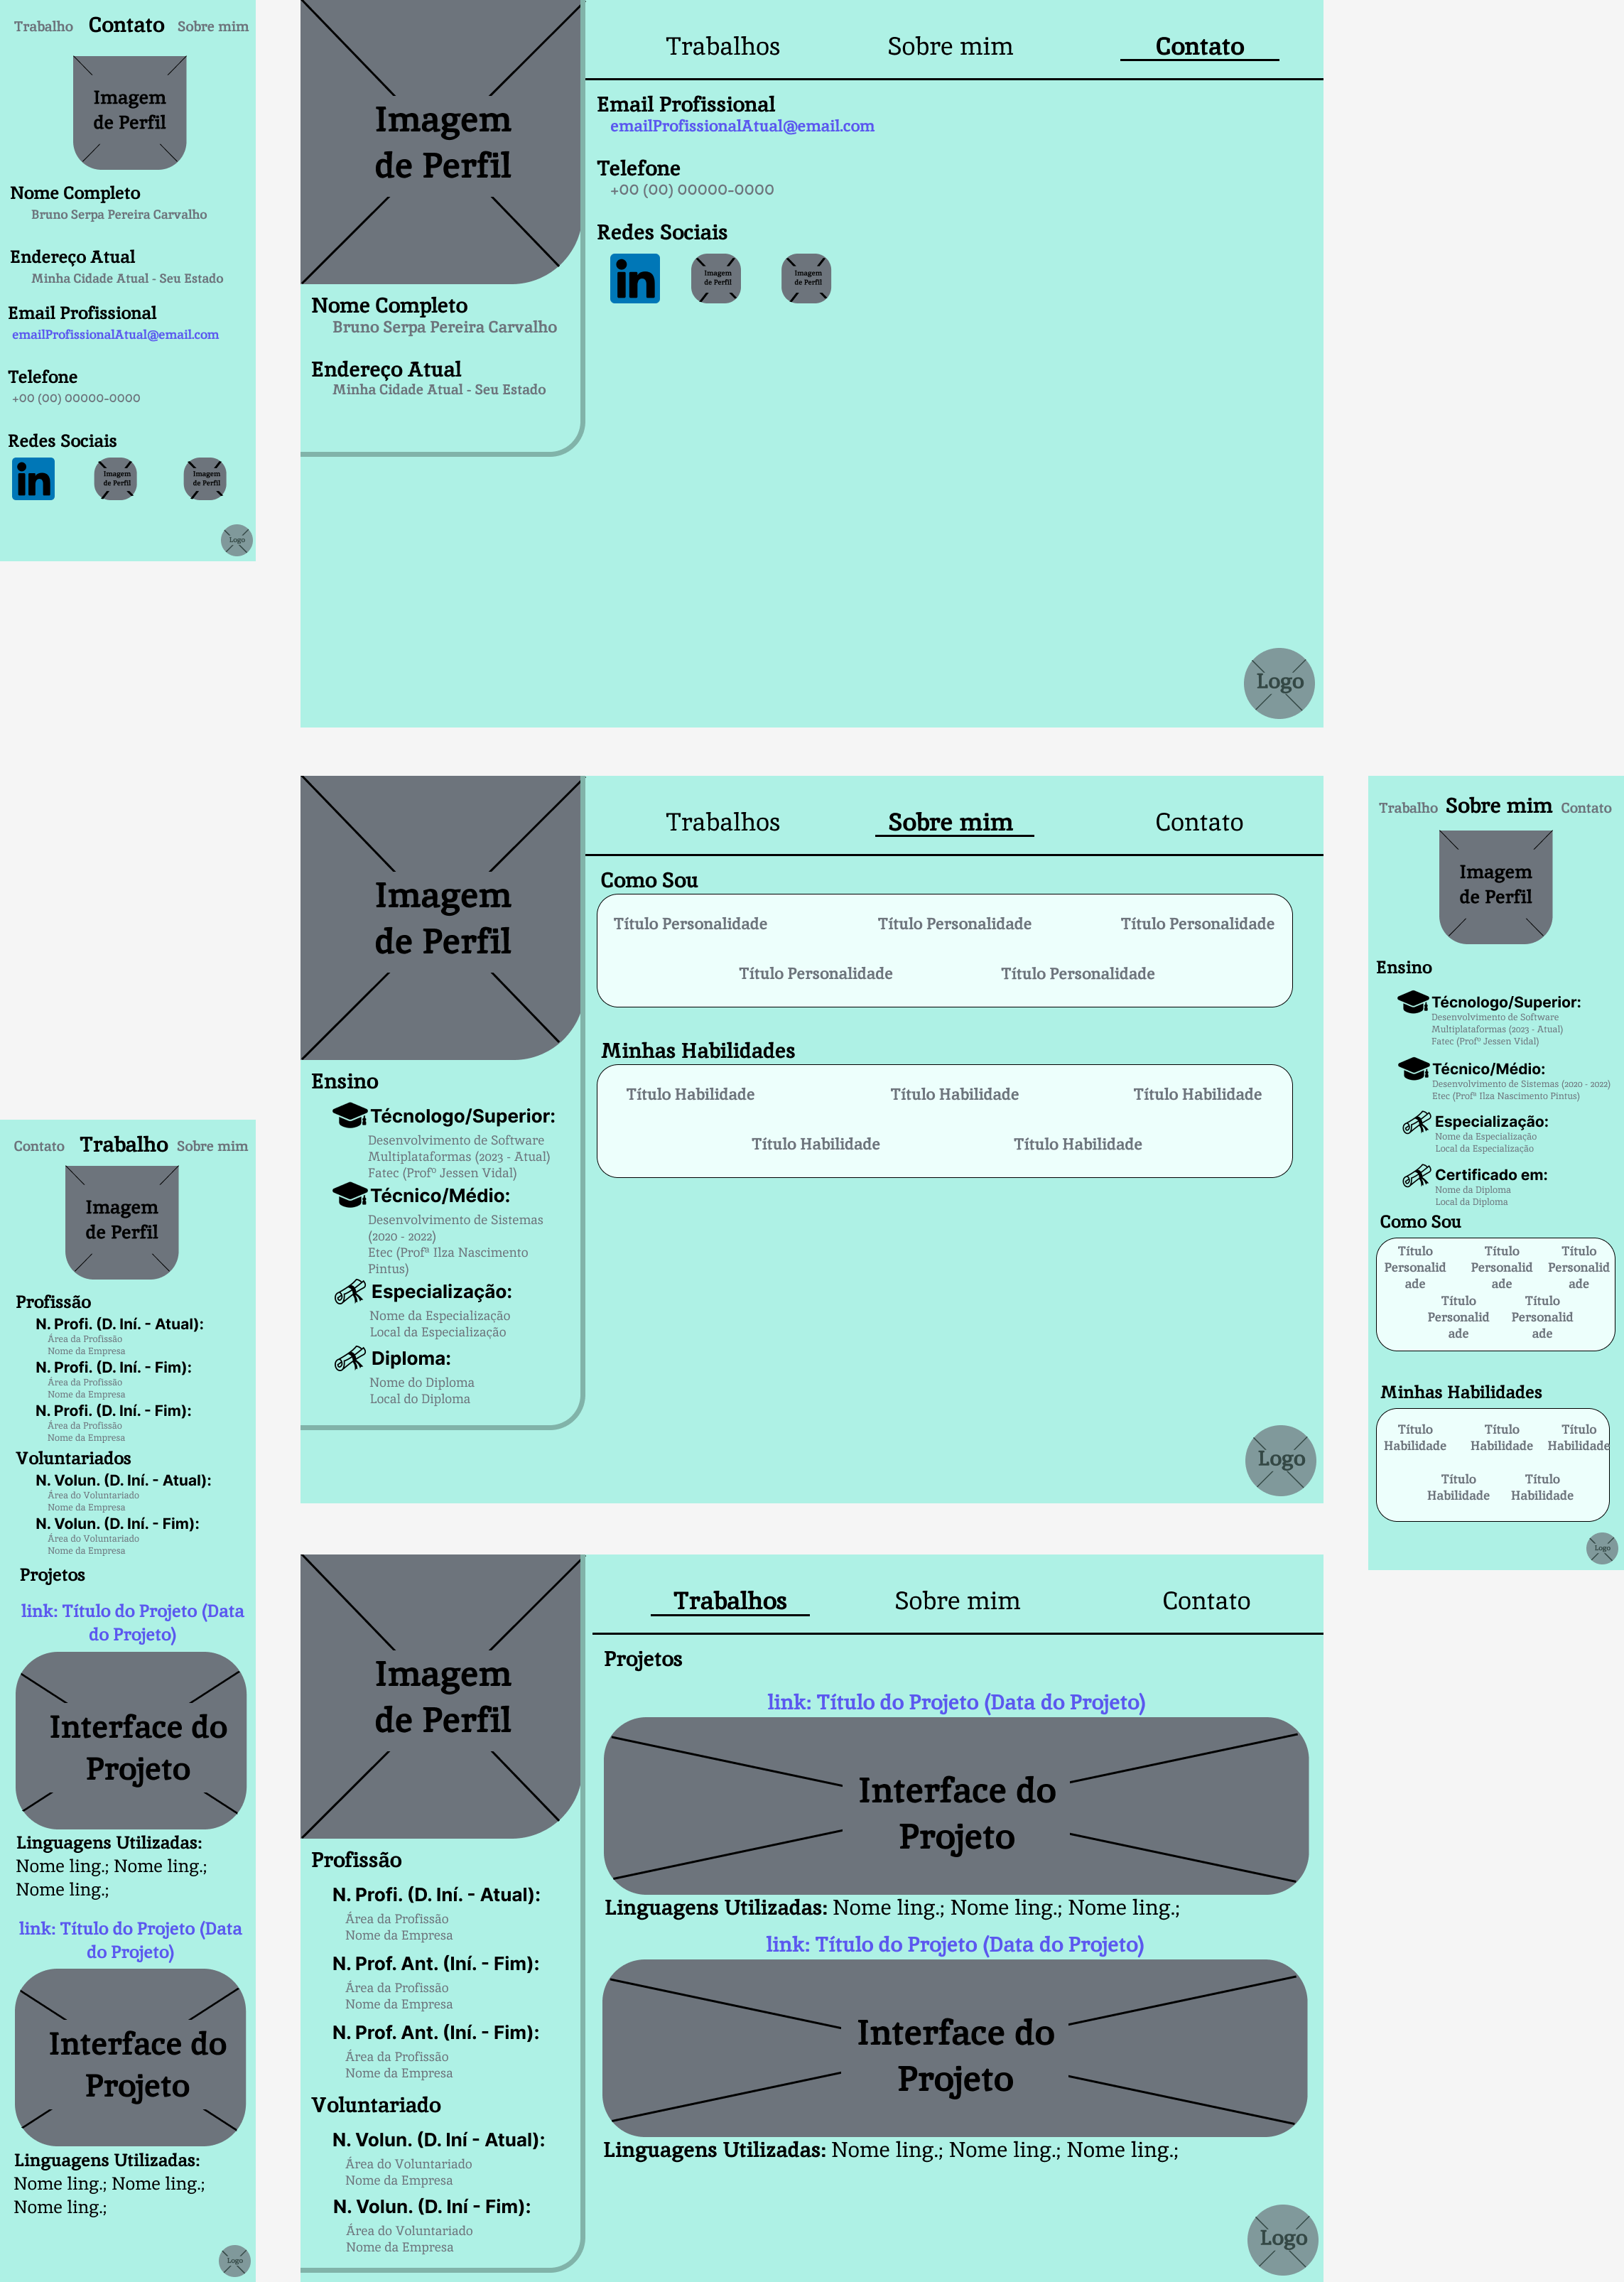 Trabalho Contato Sobre mim
Imagem
de Perfil
Nome Completo
Bruno Serpa Pereira Carvalho
Endereço Atual
Minha Cidade Atual - Seu Estado
Email Profissional
emailProfissionalAtual@email.com
Telefone
+00 (00) 00000-0000
Redes Sociais
in
Imagem
de Perfil
Imagem
de Perfil
Logo
Trabalhos Sobre mim Contato
Imagem
de Perfil
Nome Completo
Bruno Serpa Pereira Carvalho
Endereço Atual
Minha Cidade Atual - Seu Estado
Email Profissional
emailProfissionalAtual@email.com
Telefone
+00 (00) 00000-0000
Redes Sociais
in
Imagem
de Perfil
Imagem
de Perfil
Logo
Trabalhos Sobre mim Contato
Imagem
de Perfil
Ensino
Técnologo/Superior:
Desenvolvimento de Software
Multiplataformas (2023 - Atual)
Fatec (Profº Jessen Vidal)
Técnico/Médio:
Desenvolvimento de Sistemas
(2020 - 2022)
Etec (Profª Ilza Nascimento
Pintus)
Especialização:
Nome da Especialização
Local da Especialização
Diploma:
Nome do Diploma
Local do Diploma
Como Sou
Título Personalidade Título Personalidade Título Personalidade
Título Personalidade Título Personalidade
Minhas Habilidades
Título Habilidade Título Habilidade Título Habilidade
Título Habilidade Título Habilidade
Logo
Trabalho Sobre mim Contato
Imagem
de Perfil
Ensino
Técnologo/Superior:
Desenvolvimento de Software
Multiplataformas (2023 - Atual)
Fatec (Profº Jessen Vidal)
Técnico/Médio:
Desenvolvimento de Sistemas (2020 - 2022)
Etec (Profª Ilza Nascimento Pintus)
Especialização:
Nome da Especialização
Local da Especialização
Certificado em:
Nome da Diploma
Local da Diploma
Como Sou
Título Título Título
Personalid Personalid Personalid
ade ade ade
Título Título
Personalid Personalid
ade ade
Minhas Habilidades
Título Título Título
Habilidade Habilidade Habilidade
Título Título
Habilidade Habilidade
Logo
Contato Trabalho Sobre mim
Imagem
de Perfil
Profissão
N. Profi. (D. Iní. - Atual):
Área da Profissão
Nome da Empresa
N. Profi. (D. Iní. - Fim):
Área da Profissão
Nome da Empresa
N. Profi. (D. Iní. - Fim):
Área da Profissão
Nome da Empresa
Voluntariados
N. Volun. (D. Iní. - Atual):
Área do Voluntariado
Nome da Empresa
N. Volun. (D. Iní. - Fim):
Área do Voluntariado
Nome da Empresa
Projetos
link: Título do Projeto (Data
do Projeto)
Interface do
Projeto
Linguagens Utilizadas:
Nome ling.; Nome ling.;
Nome ling.;
link: Título do Projeto (Data
do Projeto)
Interface do
Projeto
Linguagens Utilizadas:
Nome ling.; Nome ling.;
Nome ling.;
Logo
Trabalhos Sobre mim Contato
Imagem
de Perfil
Profissão
N. Profi. (D. Iní. - Atual):
Área da Profissão
Nome da Empresa
N. Prof. Ant. (Iní. - Fim):
Área da Profissão
Nome da Empresa
N. Prof. Ant. (Iní. - Fim):
Área da Profissão
Nome da Empresa
Voluntariado
N. Volun. (D. Iní - Atual):
Área do Voluntariado
Nome da Empresa
N. Volun. (D. Iní - Fim):
Área do Voluntariado
Nome da Empresa
Projetos
link: Título do Projeto (Data do Projeto)
Interface do
Projeto
Linguagens Utilizadas: Nome ling.; Nome ling.; Nome ling.;
link: Título do Projeto (Data do Projeto)
Interface do
Projeto
Linguagens Utilizadas: Nome ling.; Nome ling.; Nome ling.;
Logo